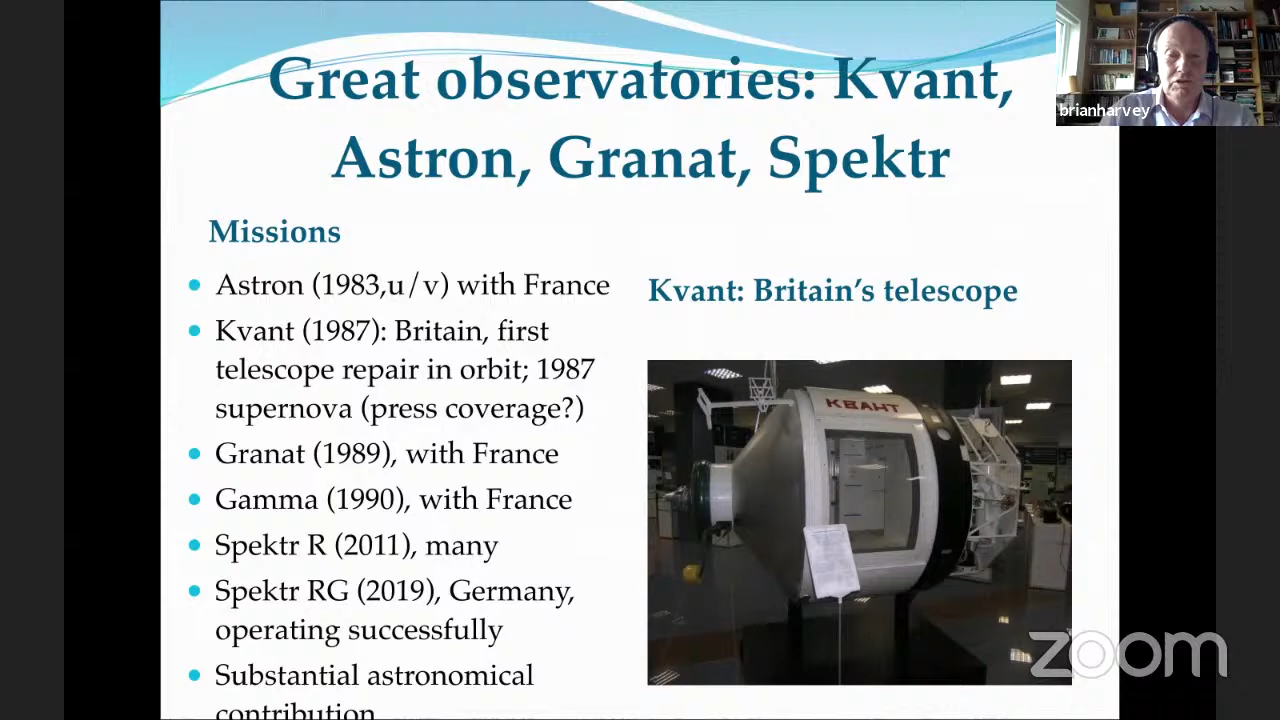 Great observatories: Kvant,
Astron, Granat, Spektr
brianharvey
Missions
Astron (1983,u/v) with France
Kvant (1987): Britain, first
telescope repair in orbit; 1987
supernova (press coverage?)
Granat (1989), with France
Gamma (1990), with France
Spektr R (2011), many
Spektr RG (2019), Germany,
operating successfully
Substantial astronomical
contribution
Kvant: Britain’s telescope
КВАНТ
zoom